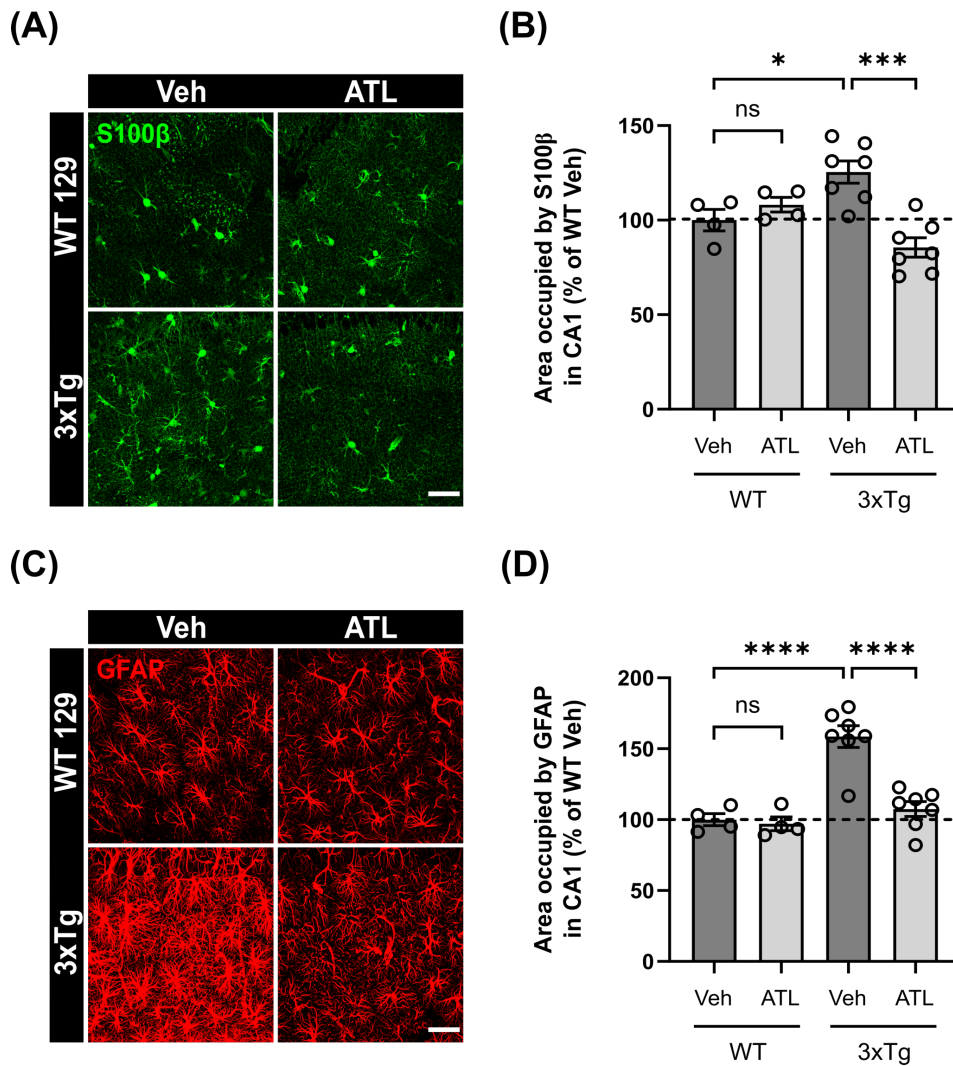 (A)
Veh ATL
WT 129
S100β
3xTg
(B)
* ***
ns
Area occupied by S100β
in CA1 (% of WT Veh)
150
100
50
0
Veh ATL Veh ATL
WT 3xTg
(C)
Veh ATL
WT 129
GFAP
3xTg
(D)
**** ****
ns
Area occupied by GFAP
in CA1 (% of WT Veh)
200
150
100
50
0
Veh ATL Veh ATL
WT 3xTg